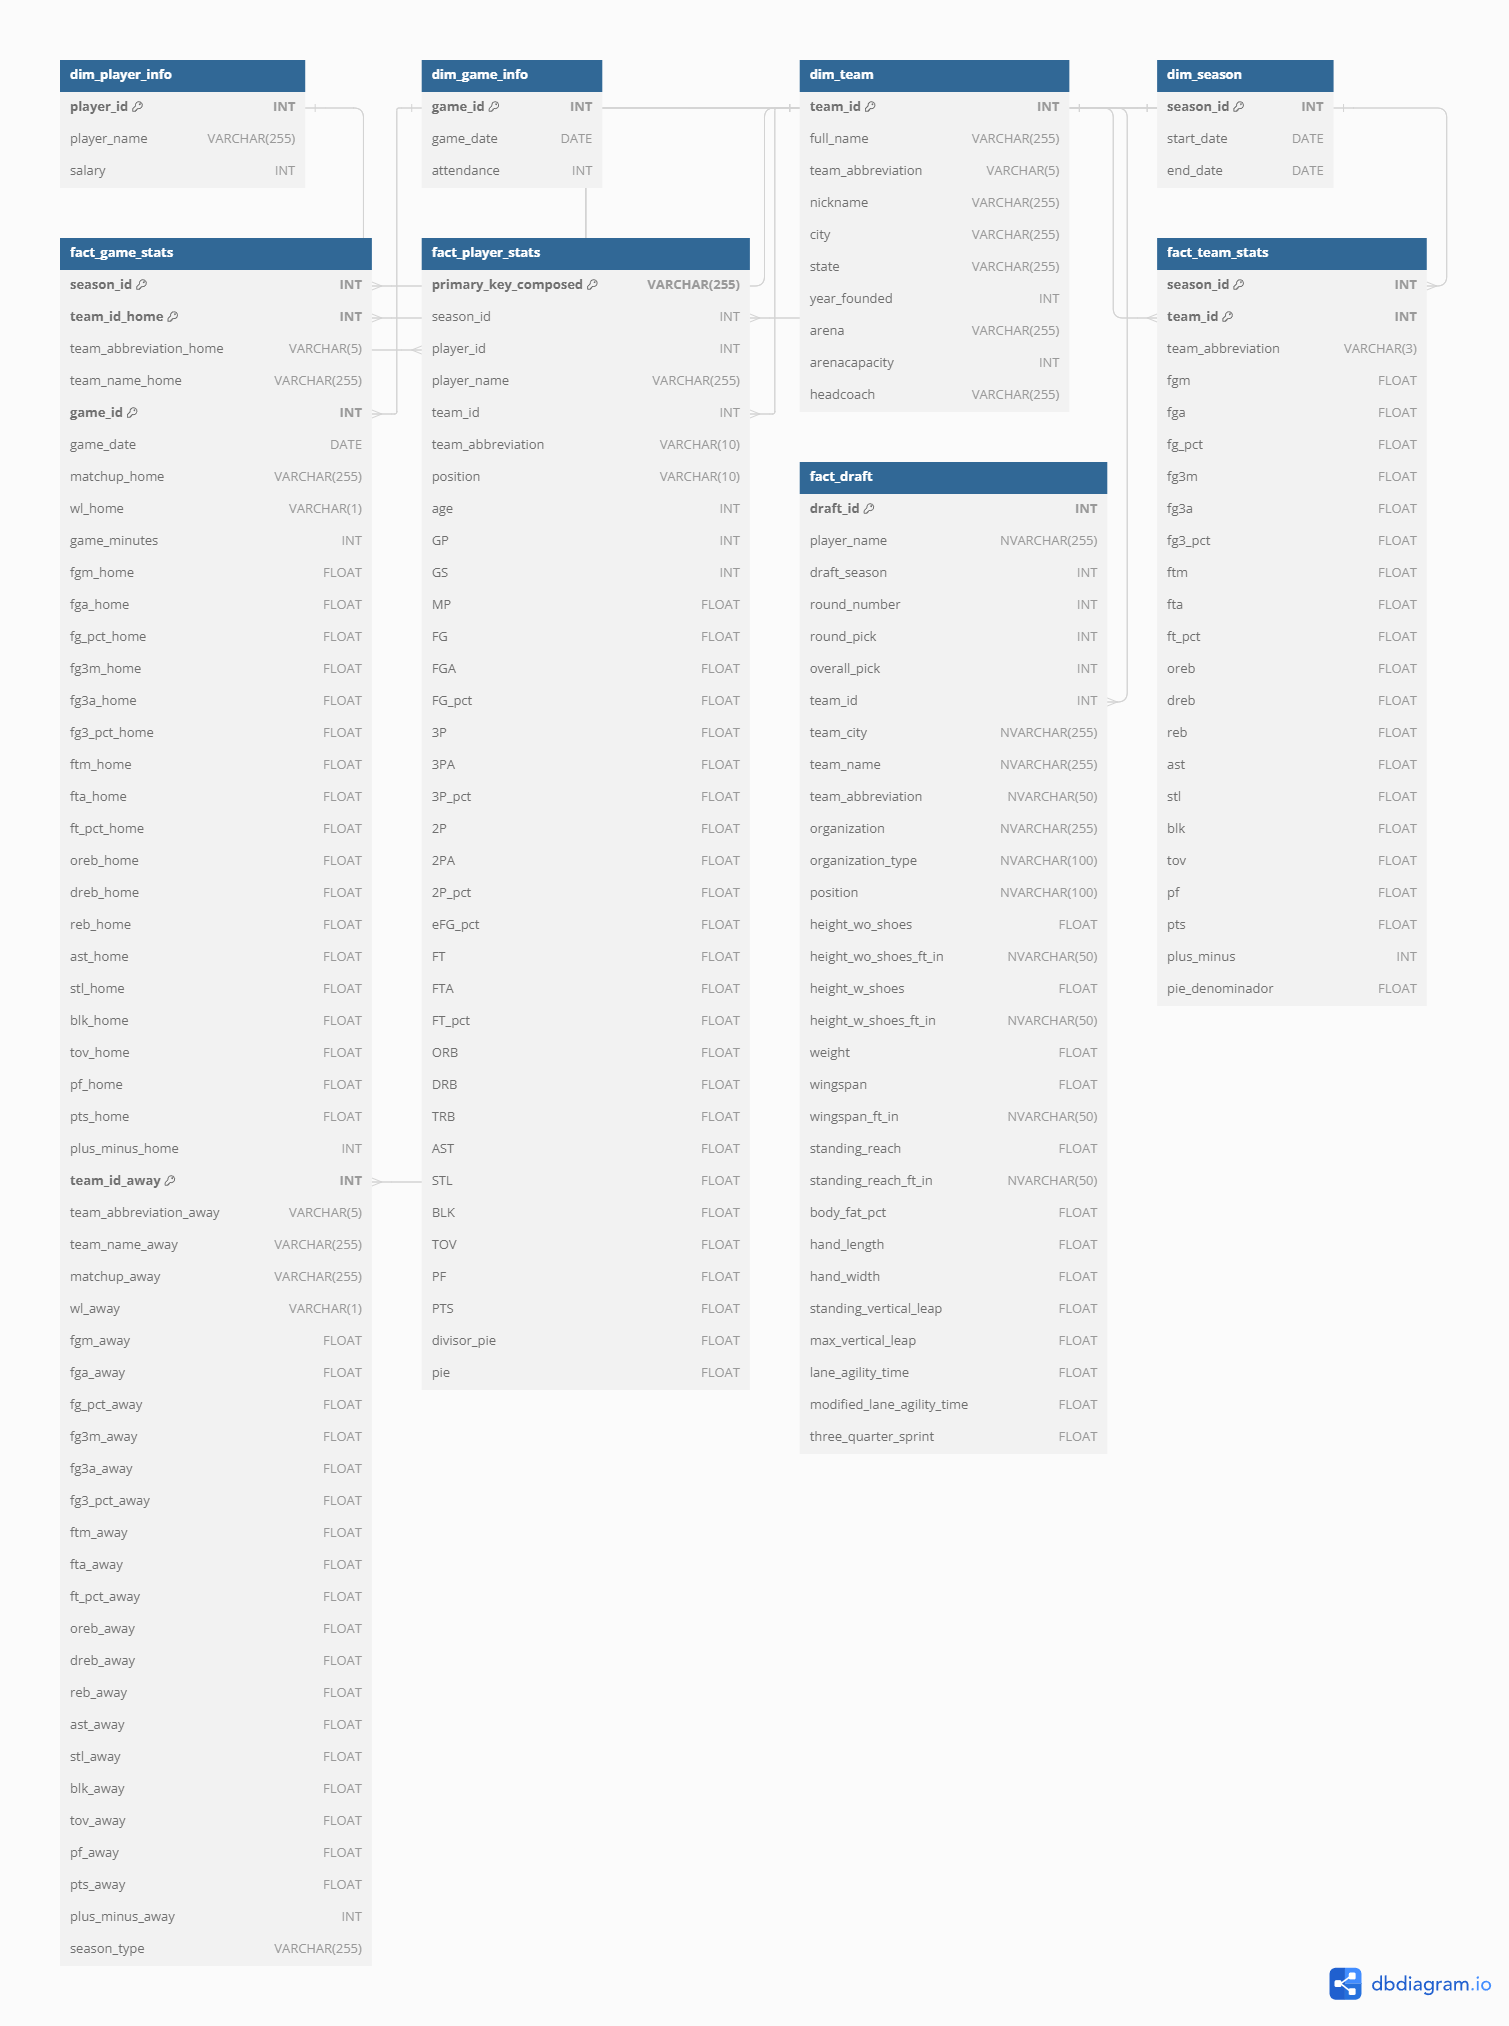 dim_player_info
player_id INT
player_name VARCHAR(255)
salary INT
dim_game_info
game_id INT
game_date DATE
attendance INT
dim_team
team_id INT
full_name VARCHAR(255)
team_abbreviation VARCHAR(5)
nickname VARCHAR(255)
city VARCHAR(255)
state VARCHAR(255)
year_founded INT
arena VARCHAR(255)
arenacapacity INT
headcoach VARCHAR(255)
dim_season
season_id INT
start_date DATE
end_date DATE
fact_game_stats
season_id INT
team_id_home INT
team_abbreviation_home VARCHAR(5)
team_name_home VARCHAR(255)
game_id INT
game_date DATE
matchup_home VARCHAR(255)
wl_home VARCHAR(1)
game_minutes INT
fgm_home FLOAT
fga_home FLOAT
fg_pct_home FLOAT
fg3m_home FLOAT
fg3a_home FLOAT
fg3_pct_home FLOAT
ftm_home FLOAT
fta_home FLOAT
ft_pct_home FLOAT
oreb_home FLOAT
dreb_home FLOAT
reb_home FLOAT
ast_home FLOAT
stl_home FLOAT
blk_home FLOAT
tov_home FLOAT
pf_home FLOAT
pts_home FLOAT
plus_minus_home INT
team_id_away INT
team_abbreviation_away VARCHAR(5)
team_name_away VARCHAR(255)
matchup_away VARCHAR(255)
wl_away VARCHAR(1)
fgm_away FLOAT
fga_away FLOAT
fg_pct_away FLOAT
fg3m_away FLOAT
fg3a_away FLOAT
fg3_pct_away FLOAT
ftm_away FLOAT
fta_away FLOAT
ft_pct_away FLOAT
oreb_away FLOAT
dreb_away FLOAT
reb_away FLOAT
ast_away FLOAT
stl_away FLOAT
blk_away FLOAT
tov_away FLOAT
pf_away FLOAT
pts_away FLOAT
plus_minus_away INT
season_type VARCHAR(255)
fact_player_stats
primary_key_composed VARCHAR(255)
season_id INT
player_id INT
player_name VARCHAR(255)
team_id INT
team_abbreviation VARCHAR(10)
position VARCHAR(10)
age INT
GP INT
GS INT
MP FLOAT
FG FLOAT
FGA FLOAT
FG_pct FLOAT
3P FLOAT
3PA FLOAT
3P_pct FLOAT
2P FLOAT
2PA FLOAT
2P_pct FLOAT
eFG_pct FLOAT
FT FLOAT
FTA FLOAT
FT_pct FLOAT
ORB FLOAT
DRB FLOAT
TRB FLOAT
AST FLOAT
STL FLOAT
BLK FLOAT
TOV FLOAT
PF FLOAT
PTS FLOAT
divisor_pie FLOAT
pie FLOAT
fact_draft
draft_id INT
player_name NVARCHAR(255)
draft_season INT
round_number INT
round_pick INT
overall_pick INT
team_id INT
team_city NVARCHAR(255)
team_name NVARCHAR(255)
team_abbreviation NVARCHAR(50)
organization NVARCHAR(255)
organization_type NVARCHAR(100)
position NVARCHAR(100)
height_wo_shoes FLOAT
height_wo_shoes_ft_in NVARCHAR(50)
height_w_shoes FLOAT
height_w_shoes_ft_in NVARCHAR(50)
weight FLOAT
wingspan FLOAT
wingspan_ft_in NVARCHAR(50)
standing_reach FLOAT
standing_reach_ft_in NVARCHAR(50)
body_fat_pct FLOAT
hand_length FLOAT
hand_width FLOAT
standing_vertical_leap FLOAT
max_vertical_leap FLOAT
lane_agility_time FLOAT
modified_lane_agility_time FLOAT
three_quarter_sprint FLOAT
fact_team_stats
season_id INT
team_id INT
team_abbreviation VARCHAR(3)
fgm FLOAT
fga FLOAT
fg_pct FLOAT
fg3m FLOAT
fg3a FLOAT
fg3_pct FLOAT
ftm FLOAT
fta FLOAT
ft_pct FLOAT
oreb FLOAT
dreb FLOAT
reb FLOAT
ast FLOAT
stl FLOAT
blk FLOAT
tov FLOAT
pf FLOAT
pts FLOAT
plus_minus INT
pie_denominador FLOAT
dbdiagram.io